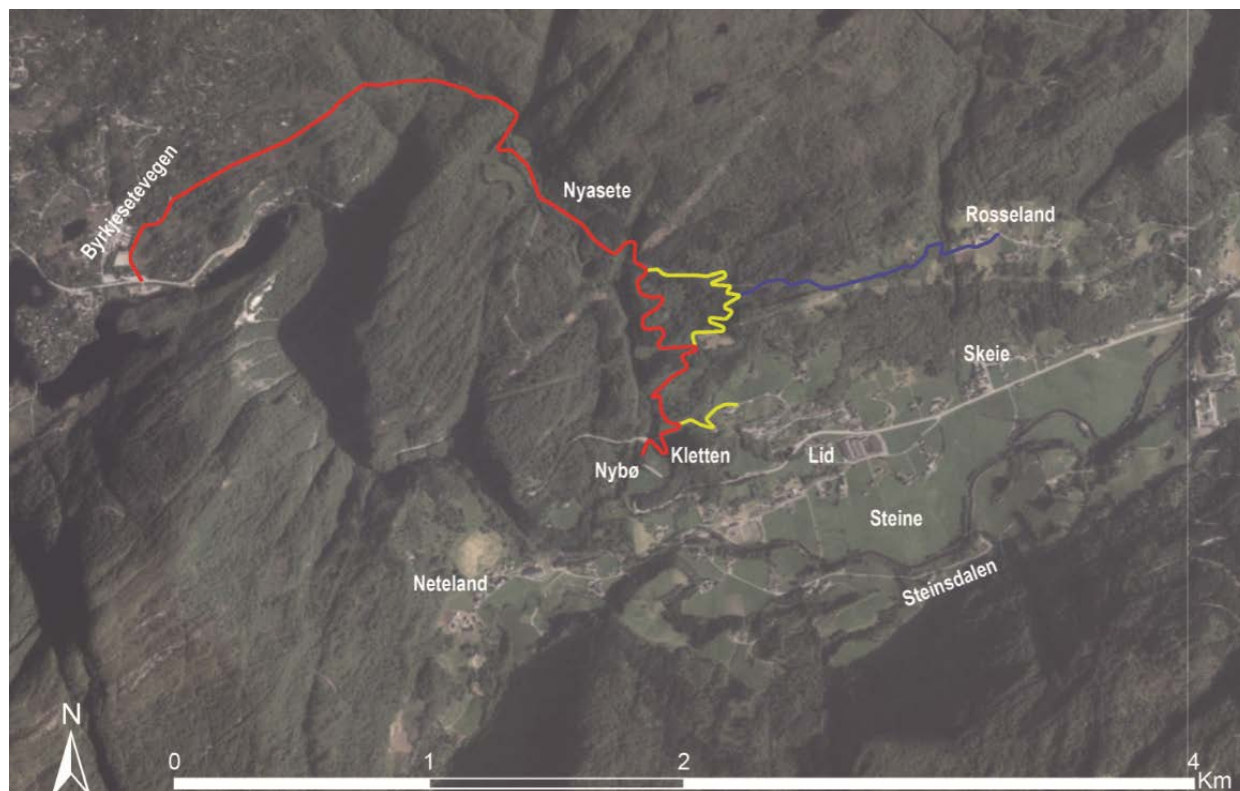 Byrkjesetevegen
Nyasete
Rosseland
Skeie
Kletten
Lid
Nybø
Steine
Neteland
Steinsdalen
N
0 1 2 4
Km